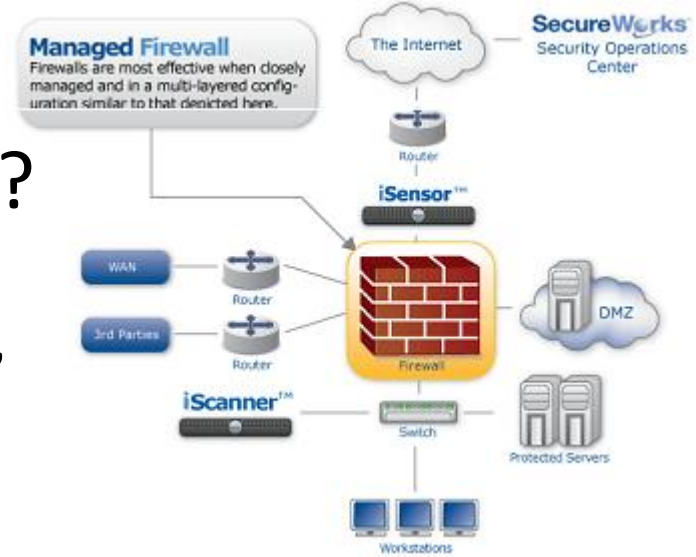 Managed Firewall
Firewalls are most effective when closely
managed and in a multi-layered config-
uration similar to that depicted here.
The Internet
SecureWorks
Security Operations
Center
Router
?
iSensor™
WAN
Router
3rd Parties
Router
,
Firewall
DMZ
iScanner™
Switch
Protected Servers
Workstations